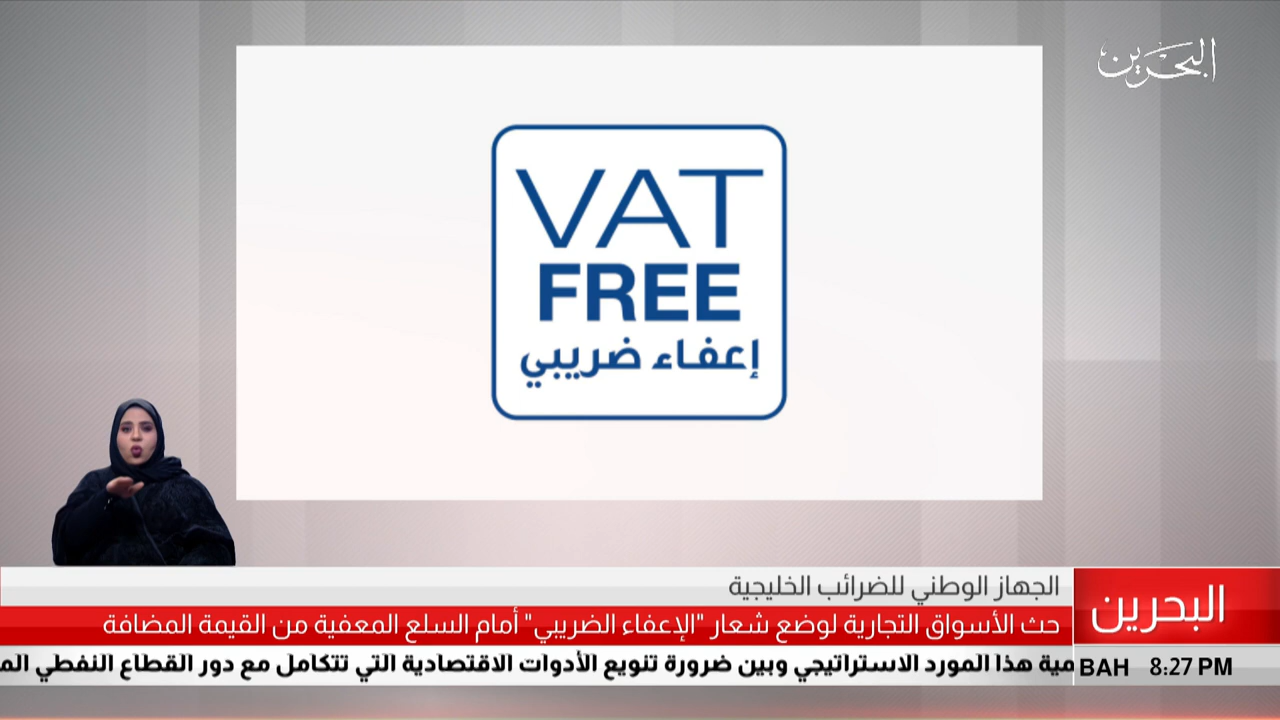 البحرين
VAT
FREE
إعفاء ضريبي
الجهاز الوطني للضرائب الخليجية
البحرين
حث الأسواق التجارية لوضع شعار "الإعفاء الضريبي" أمام السلع المعفية من القيمة المضافة
مية هذا المورد الاستراتيجي وبين ضرورة تنويع الأدوات الاقتصادية التي تتكامل مع دور القطاع النفطي الم
BAH 8:27 PM